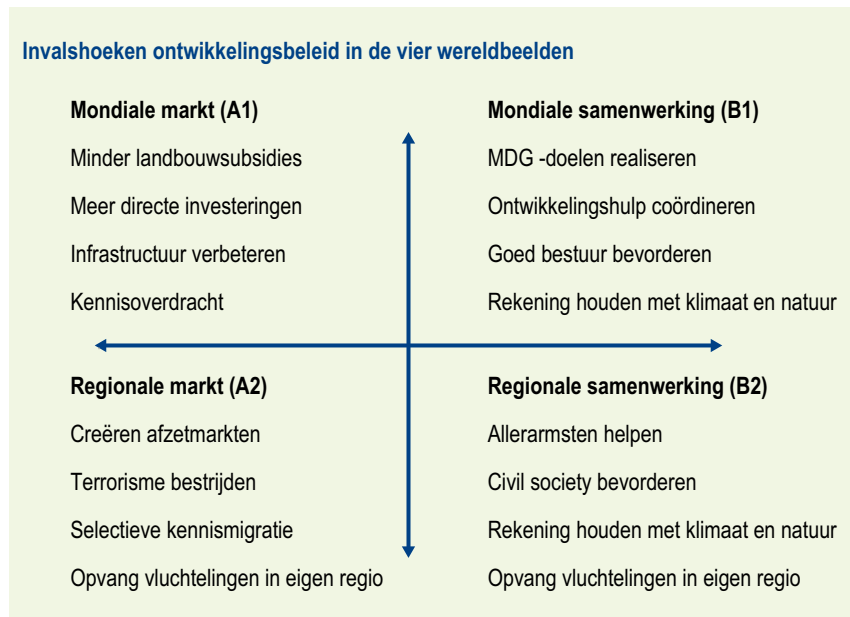 Invalshoeken ontwikkelingsbeleid in de vier wereldbeelden
Mondiale markt (A1)
Minder landbouwsubsidies
Meer directe investeringen
Infrastructuur verbeteren
Kennisoverdracht
Mondiale samenwerking (B1)
MDG -doelen realiseren
Ontwikkelingshulp coördineren
Goed bestuur bevorderen
Rekening houden met klimaat en natuur
Regionale markt (A2)
Creëren afzetmarkten
Terrorisme bestrijden
Selectieve kennismigratie
Opvang vluchtelingen in eigen regio
Regionale samenwerking (B2)
Allerarmsten helpen
Civil society bevorderen
Rekening houden met klimaat en natuur
Opvang vluchtelingen in eigen regio